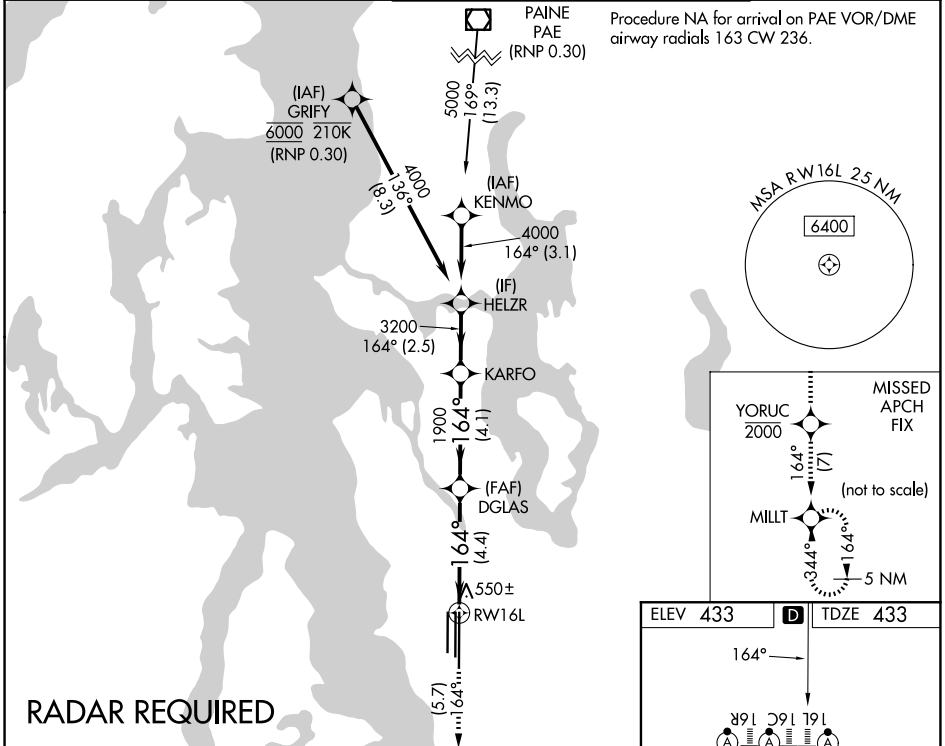 PAINE
PAE
(RNP 0.30)
Procedure NA for arrival on PAE VOR/DME
airway radials 163 CW 236.
(IAF)
GRIFY
6000 210K
(RNP 0.30)
5000
169°
(13.3)
4000
136°
(8.3)
(IAF)
KENMO
4000
164° (3.1)
(IF)
HELZR
3200
164° (2.5)
KARFO
1900
164°
(4.1)
(FAF)
DGLAS
164°
(4.4)
550±
RW16L
(5.7)
164°
RADAR REQUIRED
MSA RW16L 25 NM
6400
MISSED
APCH
FIX
YORUC
2000
164°
(7)
(not to scale)
MILLT
344°
164°
5 NM
ELEV 433
D
TDZE 433
164°
16R
16C
16L
A
A
A